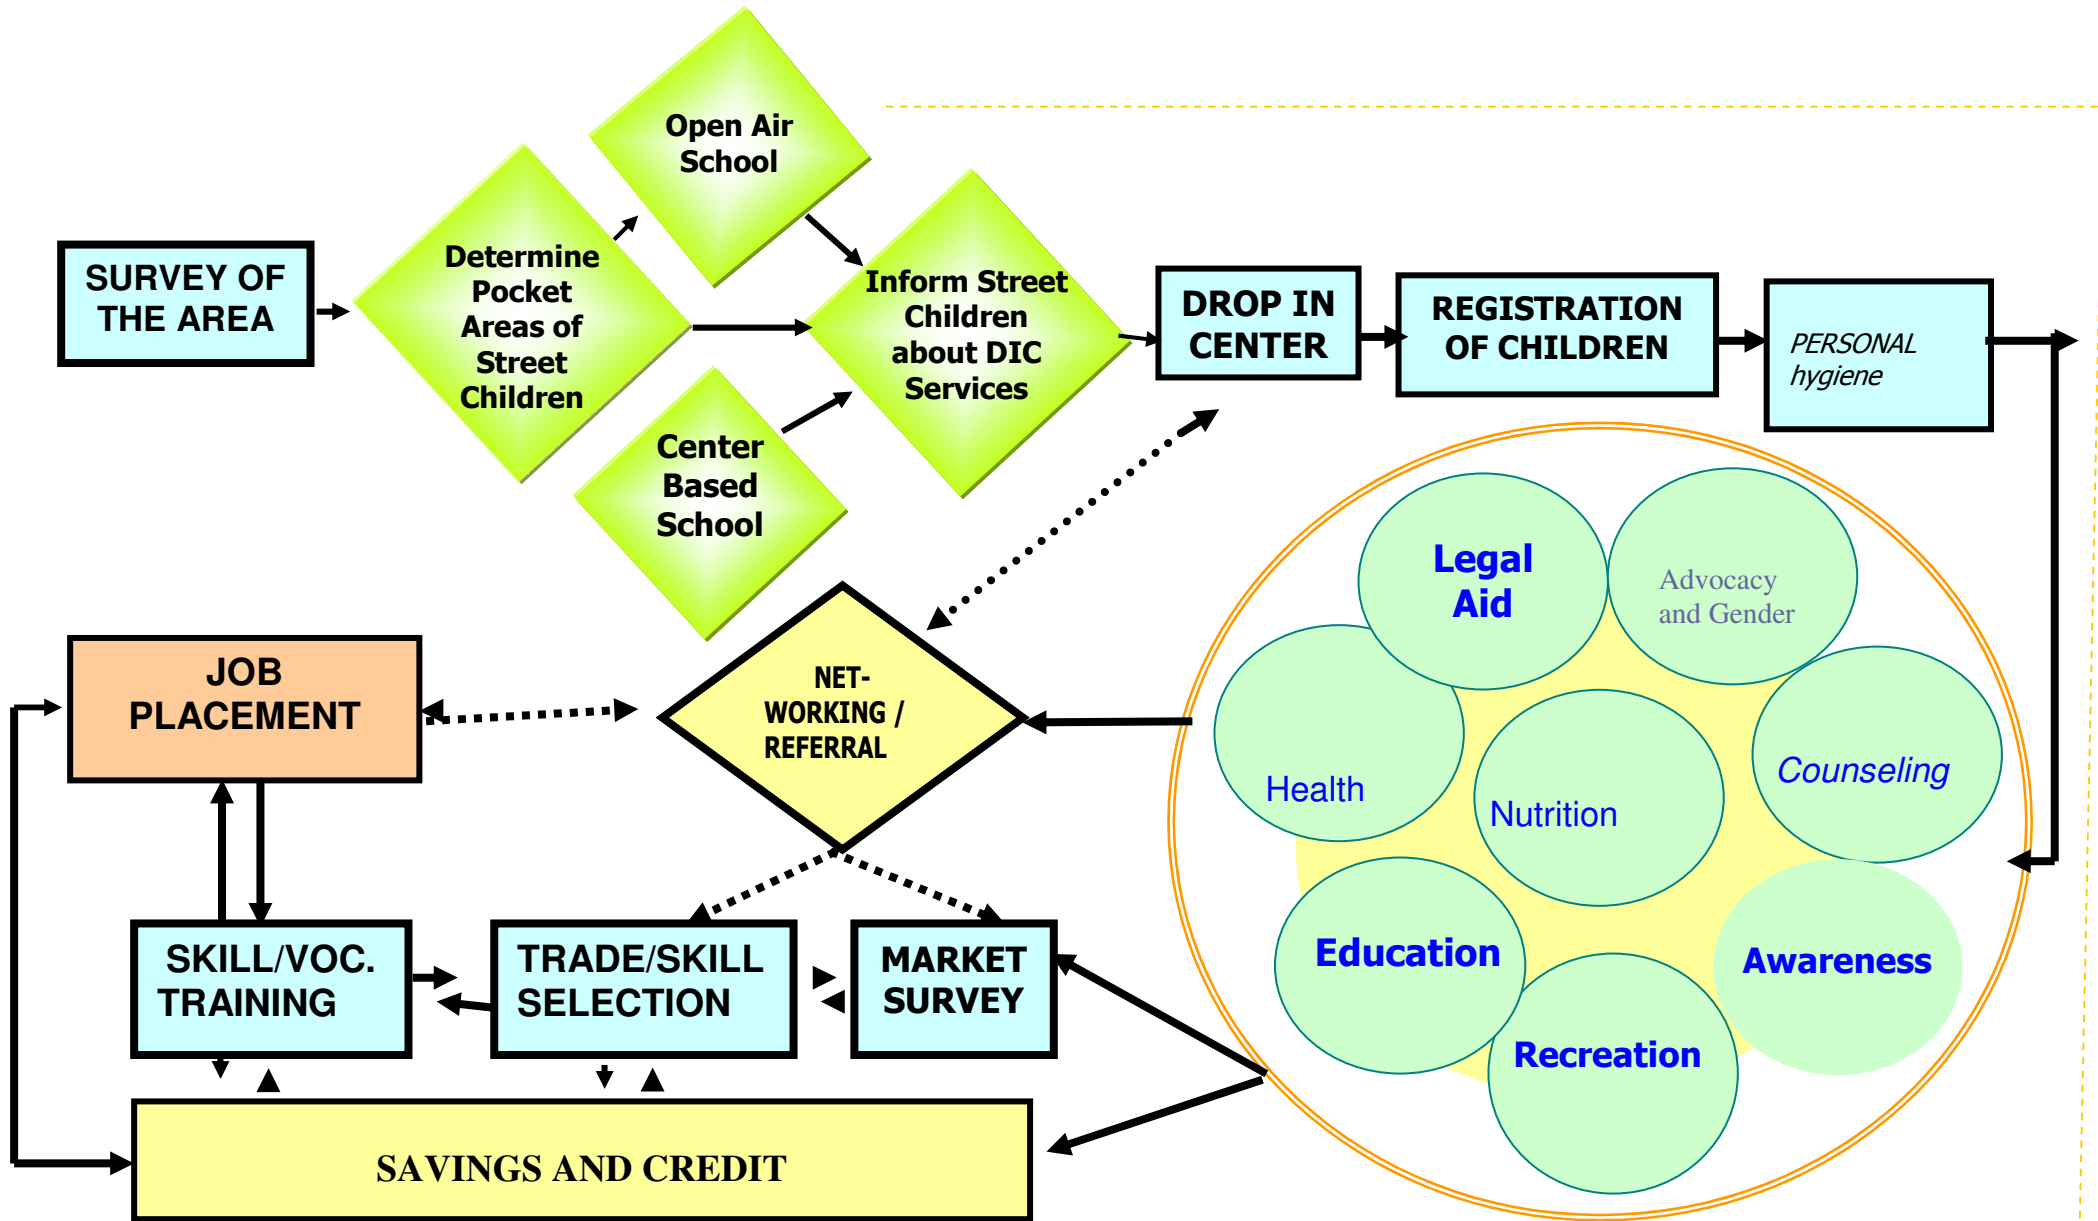 Open Air
School
SURVEY OF
THE AREA
Determine
Pocket
Areas of
Street
Children
Inform Street
Children
about DIC
Services
DROP IN
CENTER
REGISTRATION
OF CHILDREN
PERSONAL
hygiene
Center
Based
School
Legal
Aid
Advocacy
and Gender
JOB
PLACEMENT
NET-
WORKING /
REFERRAL
Health
Nutrition
Counseling
SKILL/VOC.
TRAINING
TRADE/SKILL
SELECTION
MARKET
SURVEY
Education
Awareness
Recreation
SAVINGS AND CREDIT